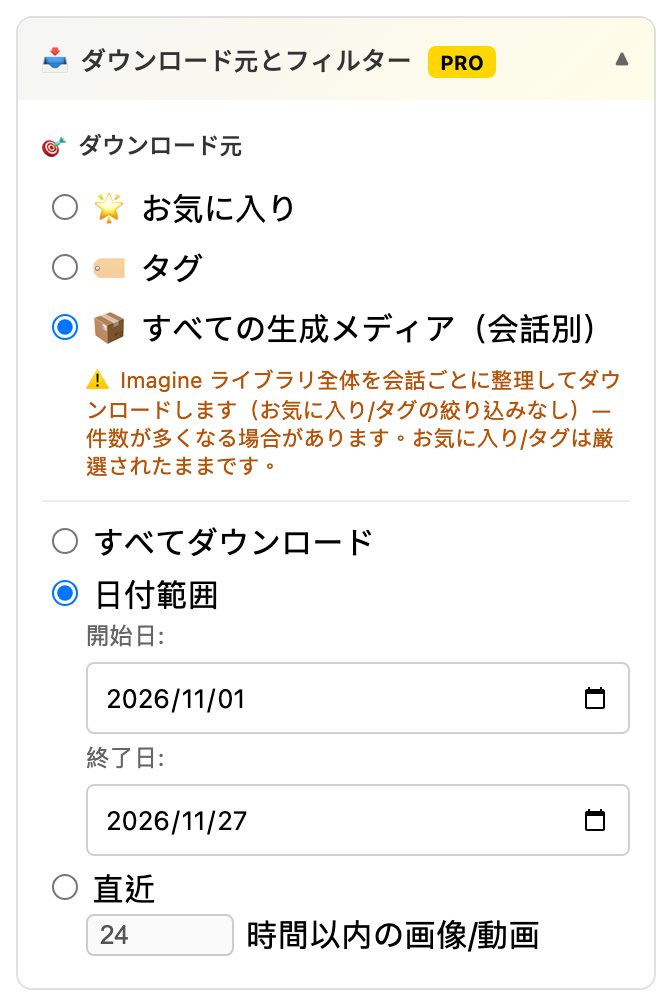 ダウンロード元とフィルター PRO ▲
ダウンロード元
お気に入り
タグ
すべての生成メディア（会話別）
Imagine ライブラリ全体を会話ごとに整理してダウ
ンロードします（お気に入り/タグの絞り込みなし）—
件数が多くなる場合があります。お気に入り/タグは厳
選されたままです。
すべてダウンロード
日付範囲
開始日:
2026/11/01
終了日:
2026/11/27
直近
24 時間以内の画像/動画